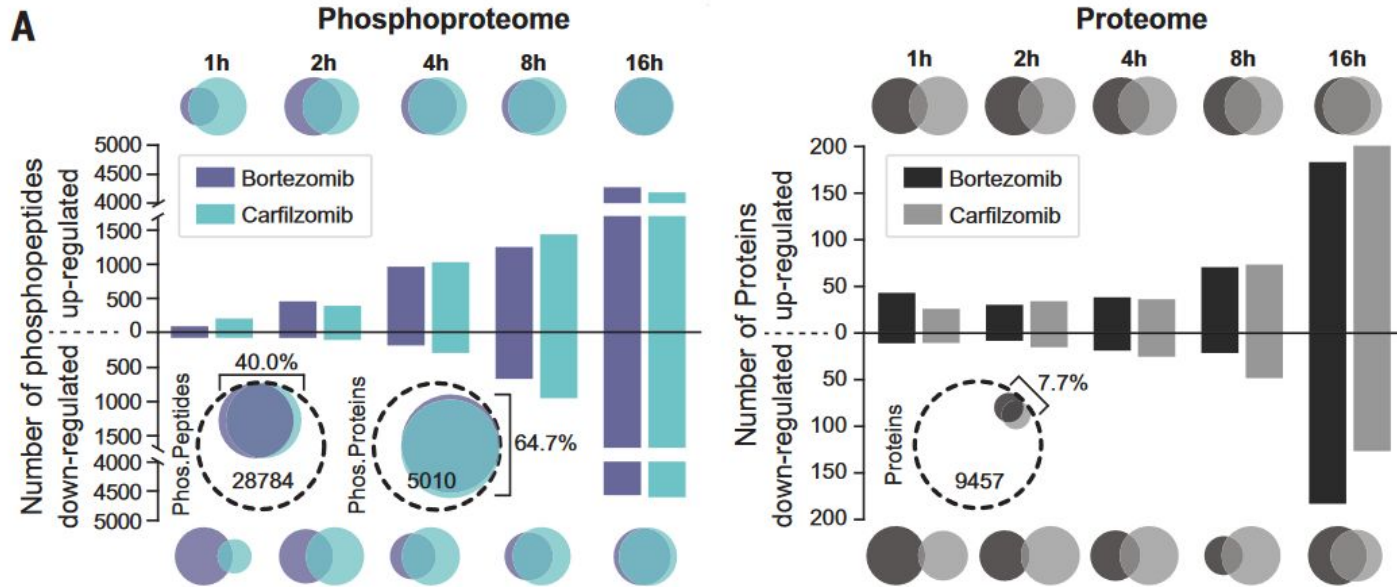 A
Phosphoproteome
1h 2h 4h 8h 16h
Number of phosphopeptides
down-regulated up-regulated
5000
4500
4000
1500
1000
500
0
500
1000
1500
4000
4500
5000
Bortezomib
Carfilzomib
40.0%
Phos.Peptides
28784
Phos.Proteins
5010
64.7%
Proteome
1h 2h 4h 8h 16h
Number of Proteins
down-regulated up-regulated
200
150
100
50
0
50
100
150
200
Bortezomib
Carfilzomib
7.7%
Proteins
9457